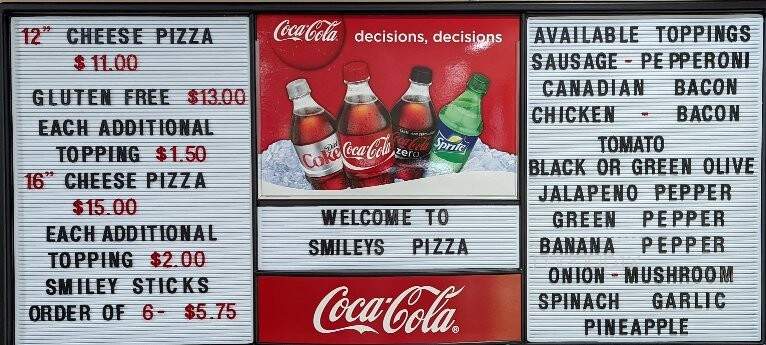 12" CHEESE PIZZA
$11.00
GLUTEN FREE $13.00
EACH ADDITIONAL
TOPPING $1.50
16" CHEESE PIZZA
$15.00
EACH ADDITIONAL
TOPPING $2.00
SMILEY STICKS
ORDER OF 6- $5.75
Coca-Cola
decisions, decisions
Diet Coke
Coca-Cola
zero
Sprite
WELCOME TO
SMILEYS PIZZA
Coca-Cola®
AVAILABLE TOPPINGS
SAUSAGE - PEPPERONI
CANADIAN BACON
CHICKEN - BACON
TOMATO
BLACK OR GREEN OLIVE
JALAPENO PEPPER
GREEN PEPPER
BANANA PEPPER
ONION - MUSHROOM
SPINACH GARLIC
PINEAPPLE